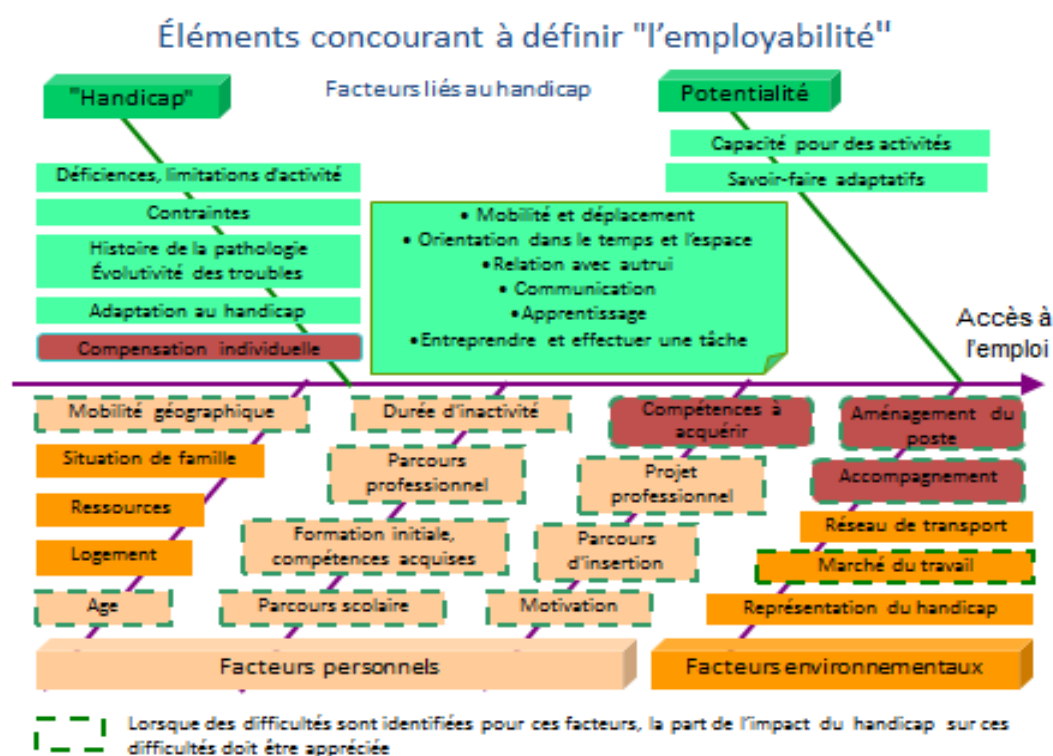 Éléments concourant à définir "l'employabilité"
"Handicap"
Facteurs liés au handicap
Potentialité
Déficiences, limitations d'activité
Contraintes
Histoire de la pathologie
Évolutivité des troubles
Adaptation au handicap
Compensation individuelle
• Mobilité et déplacement
• Orientation dans le temps et l'espace
•Relation avec autrui
• Communication
•Apprentissage
•Entreprendre et effectuer une tâche
Capacité pour des activités
Savoir-faire adaptatifs
Accès à
l'emploi
Mobilité géographique
Situation de famille
Ressources
Logement
Age
Durée d'inactivité
Parcours
professionnel
Formation initiale,
compétences acquises
Parcours scolaire
Compétences à
acquérir
Projet
professionnel
Parcours
d'insertion
Motivation
Aménagement du
poste
Accompagnement
Réseau de transport
Marché du travail
Représentation du handicap
Facteurs personnels
Facteurs environnementaux
Lorsque des difficultés sont identifiées pour ces facteurs, la part de l'impact du handicap sur ces
difficultés doit être appréciée